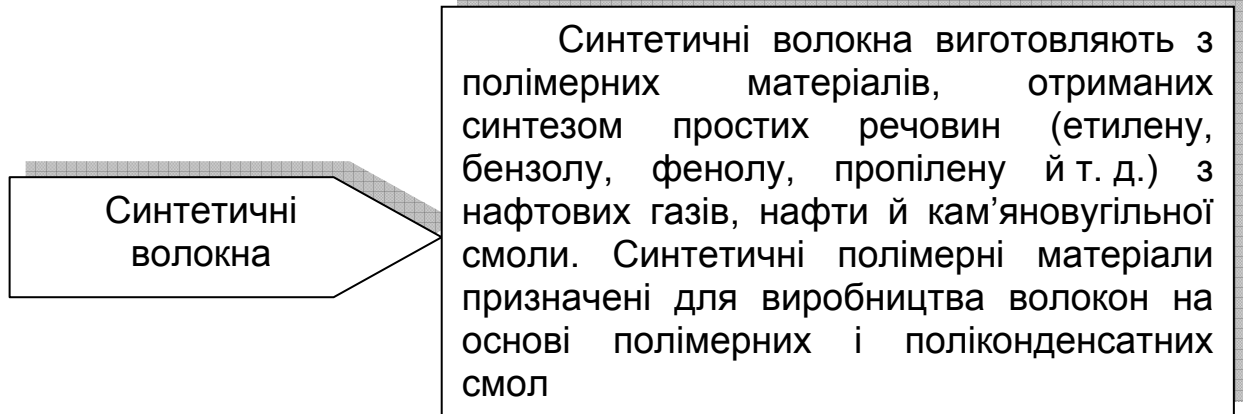 Синтетичні
волокна
Синтетичні волокна виготовляють з
полімерних матеріалів, отриманих
синтезом простих речовин (етилену,
бензолу, фенолу, пропілену й т. д.) з
нафтових газів, нафти й кам’яновугільної
смоли. Синтетичні полімерні матеріали
призначені для виробництва волокон на
основі полімерних і поліконденсатних
смол